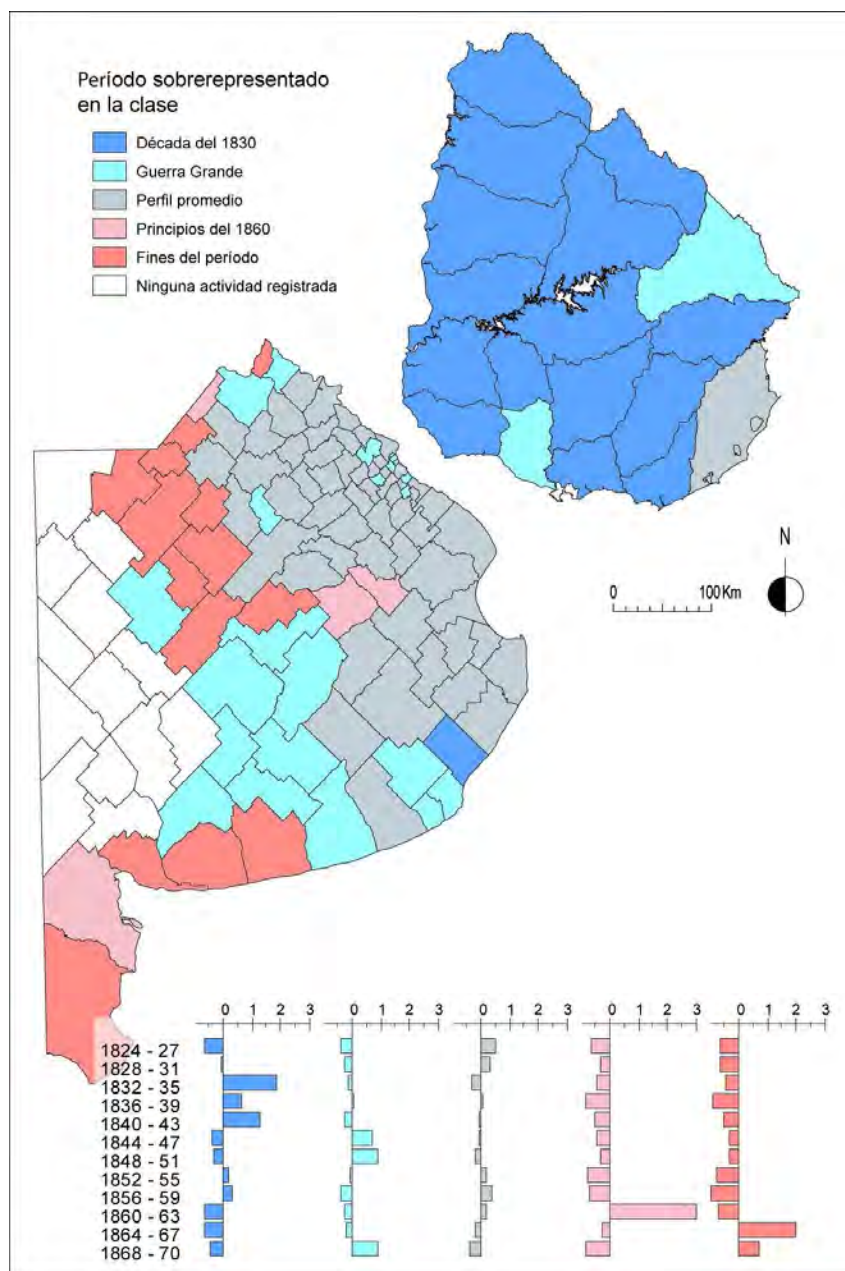 Período sobrerepresentado
en la clase
Década del 1830
Guerra Grande
Perfil promedio
Principios del 1860
Fines del período
Ninguna actividad registrada
N
0 100 Km
0 1 2 3 0 1 2 3 0 1 2 3 0 1 2 3 0 1 2 3
1824 - 27
1828 - 31
1832 - 35
1836 - 39
1840 - 43
1844 - 47
1848 - 51
1852 - 55
1856 - 59
1860 - 63
1864 - 67
1868 - 70